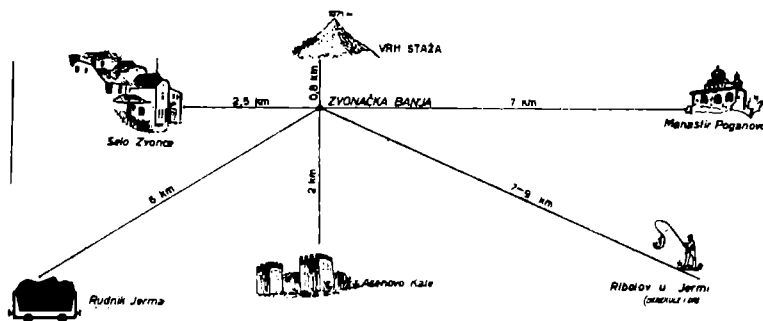 VRH STAŽA
0,8 km
2,5 km
ZVONAČKA BANJA
7 km
Selo Zvonce
Manastir Poganovo
6 km
2 km
7-9 km
Rudnik Jerma
Asenovo Kale
Ribolov u Jermi